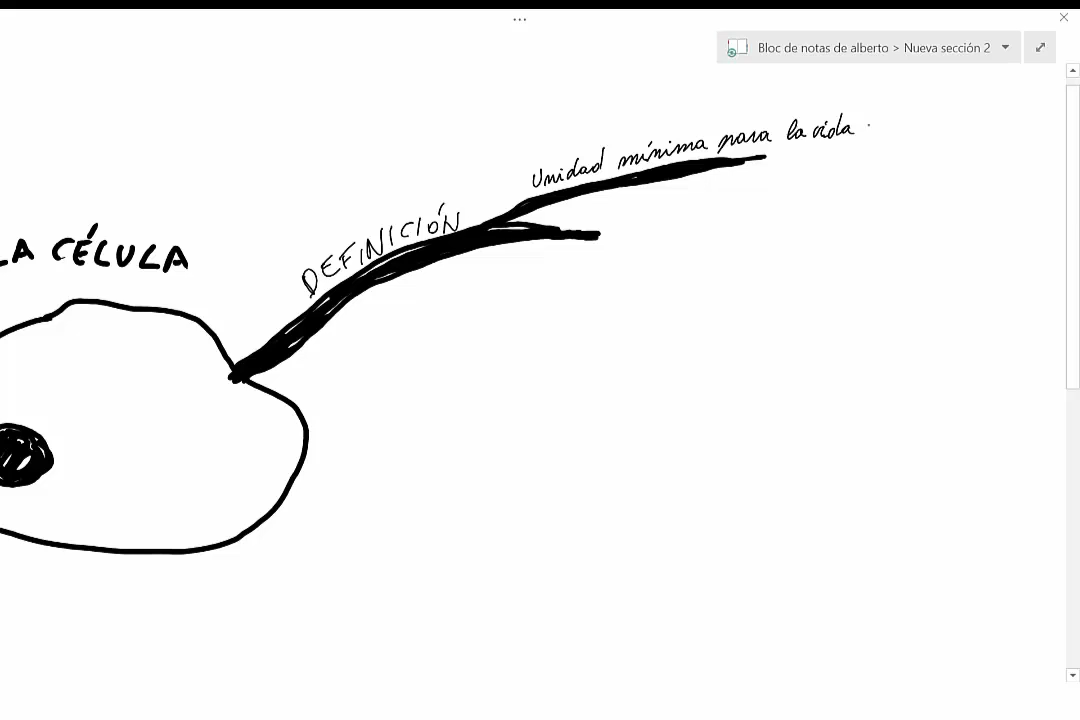 ...
Bloc de notas de alberto > Nueva sección 2
Unidad mínima para la vida
DEFINICIÓN
LA CÉLULA